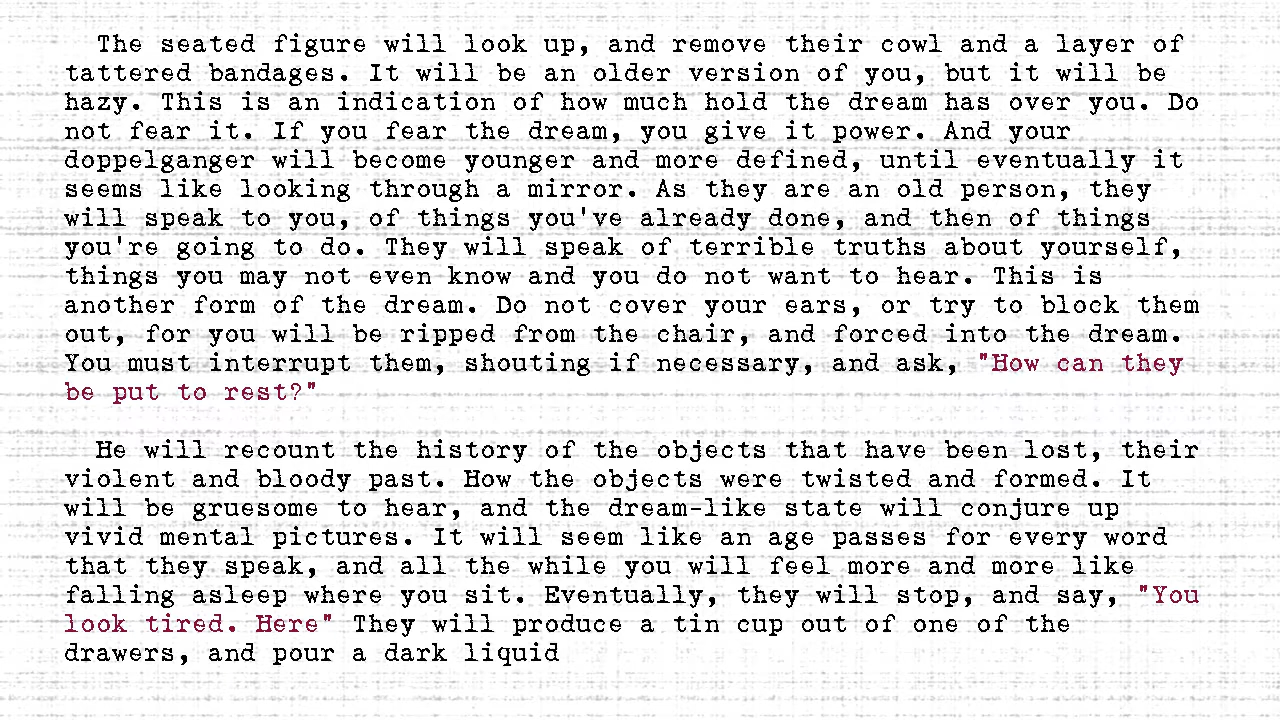 The seated figure will look up, and remove their cowl and a layer of
tattered bandages. It will be an older version of you, but it will be
hazy. This is an indication of how much hold the dream has over you. Do
not fear it. If you fear the dream, you give it power. And your
doppelganger will become younger and more defined, until eventually it
seems like looking through a mirror. As they are an old person, they
will speak to you, of things you've already done, and then of things
you're going to do. They will speak of terrible truths about yourself,
things you may not even know and you do not want to hear. This is
another form of the dream. Do not cover your ears, or try to block them
out, for you will be ripped from the chair, and forced into the dream.
You must interrupt them, shouting if necessary, and ask, "How can they
be put to rest?"
He will recount the history of the objects that have been lost, their
violent and bloody past. How the objects were twisted and formed. It
will be gruesome to hear, and the dream-like state will conjure up
vivid mental pictures. It will seem like an age passes for every word
that they speak, and all the while you will feel more and more like
falling asleep where you sit. Eventually, they will stop, and say, "You
look tired. Here" They will produce a tin cup out of one of the
drawers, and pour a dark liquid